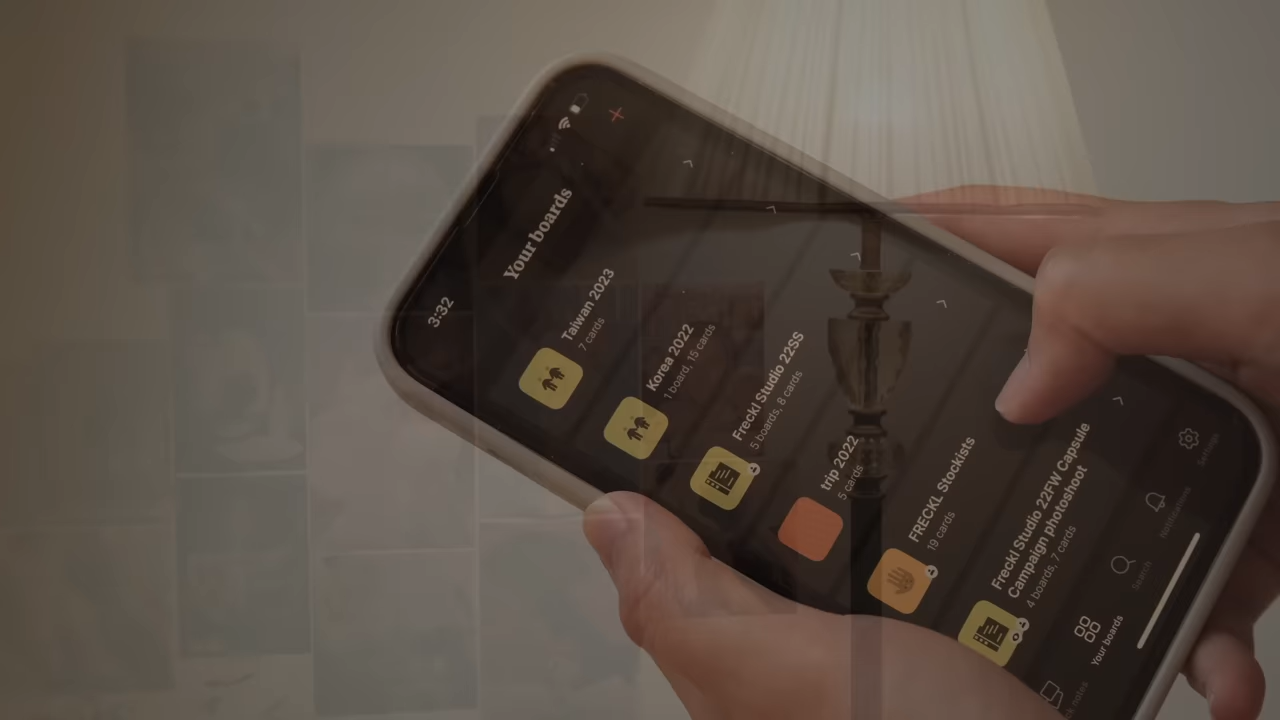 3:32
Your boards
Taiwan 2023
7 cards
Korea 2022
1 board, 15 cards
Freckl Studio 22SS
5 boards, 8 cards
trip 2022
5 cards
FRECKL Stockists
19 cards
Freckl Studio 22FW Capsule
Campaign photoshoot
4 boards, 7 cards
notes
Your boards
Search
Notifications
Settings